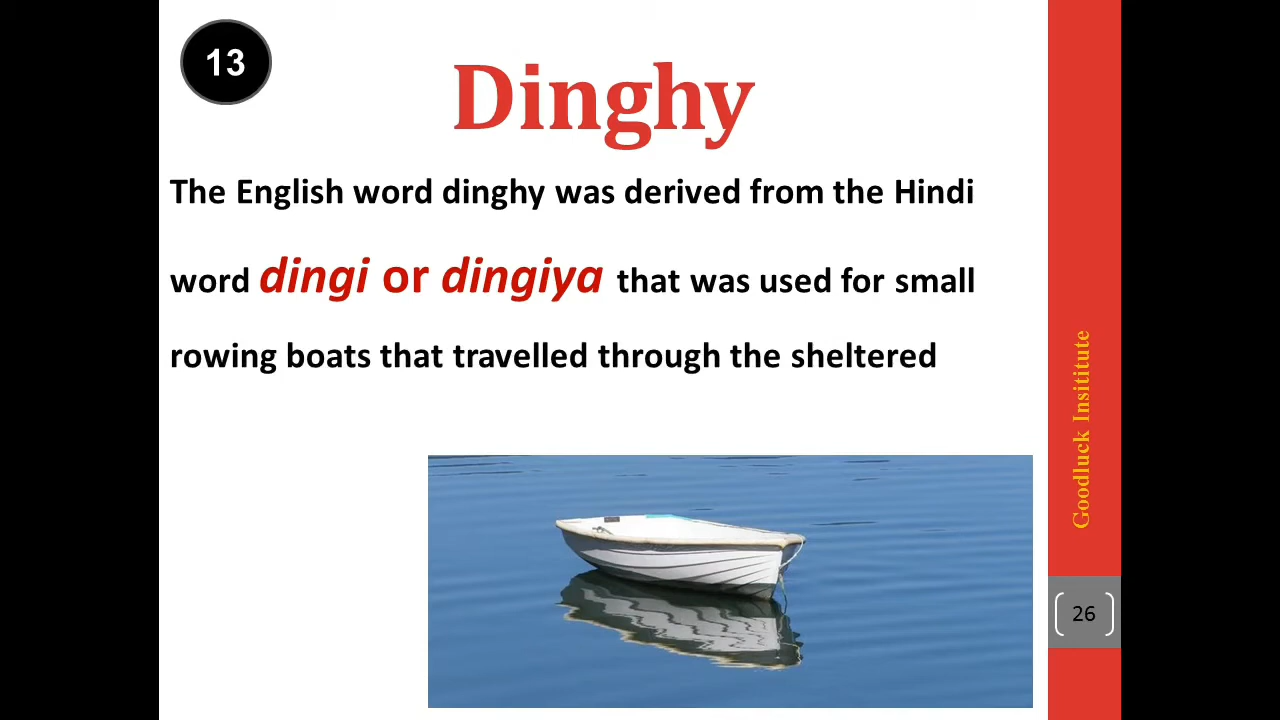 13
Dinghy
The English word dinghy was derived from the Hindi
word dingi or dingiya that was used for small
rowing boats that travelled through the sheltered
Goodluck Insititute
26